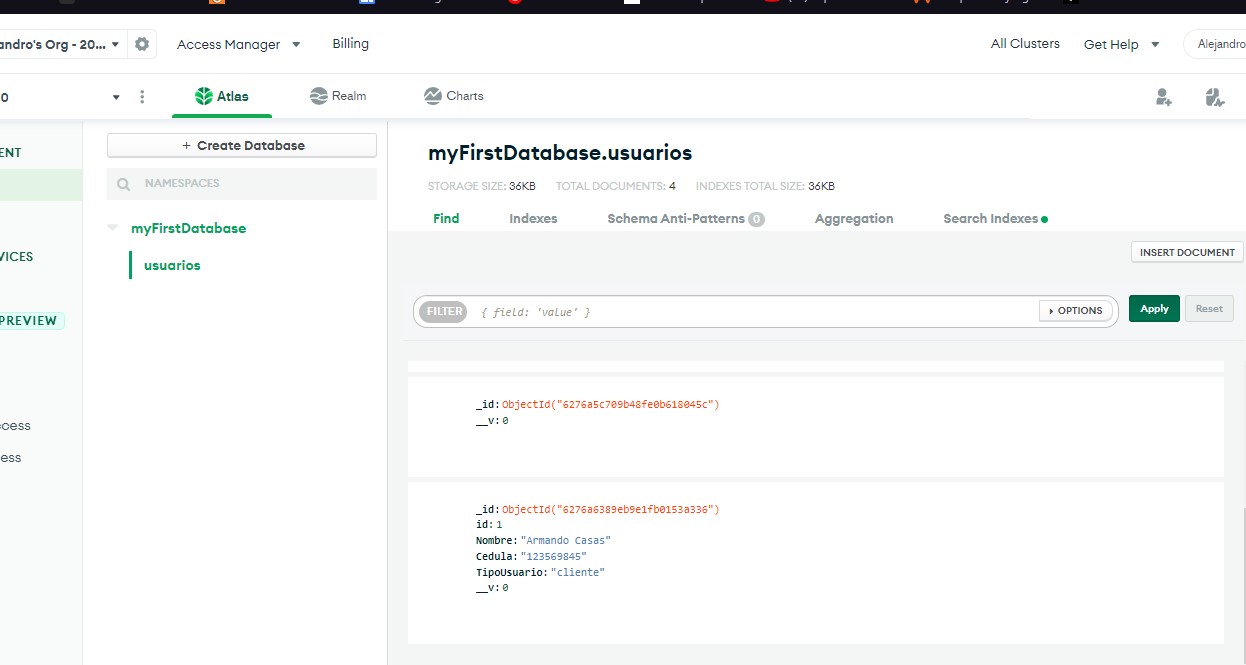 andro's Org - 20...
Access Manager
Billing
All Clusters
Get Help
Alejandro
0
Atlas
Realm
Charts
ENT
VICES
PREVIEW
ccess
ess
+ Create Database
NAMESPACES
myFirstDatabase
usuarios
myFirstDatabase.usuarios
STORAGE SIZE: 36KB TOTAL DOCUMENTS: 4 INDEXES TOTAL SIZE: 36KB
Find Indexes Schema Anti-Patterns 0 Aggregation Search Indexes
INSERT DOCUMENT
FILTER { field: 'value' } OPTIONS Apply Reset
_id: ObjectId("6276a5c709b48fe0b618045c")
__v: 0
_id: ObjectId("6276a6389eb9e1fb0153a336")
id: 1
Nombre: "Armando Casas"
Cedula: "123569845"
TipoUsuario: "cliente"
__v: 0